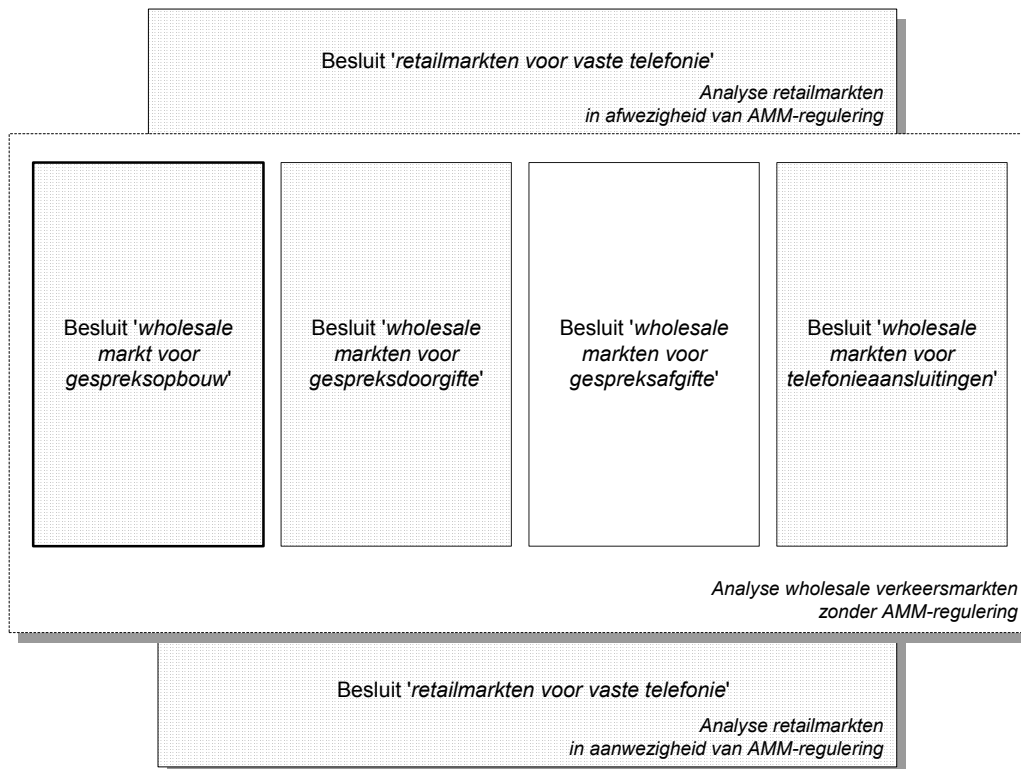 Besluit 'retailmarkten voor vaste telefonie'
Analyse retailmarkten
in afwezigheid van AMM-regulering
Besluit 'wholesale
markt voor
gespreksopbouw'
Besluit 'wholesale
markten voor
gespreksdoorgifte'
Besluit 'wholesale
markten voor
gespreksafgifte'
Besluit 'wholesale
markten voor
telefonieaansluitingen'
Analyse wholesale verkeersmarkten
zonder AMM-regulering
Besluit 'retailmarkten voor vaste telefonie'
Analyse retailmarkten
in aanwezigheid van AMM-regulering